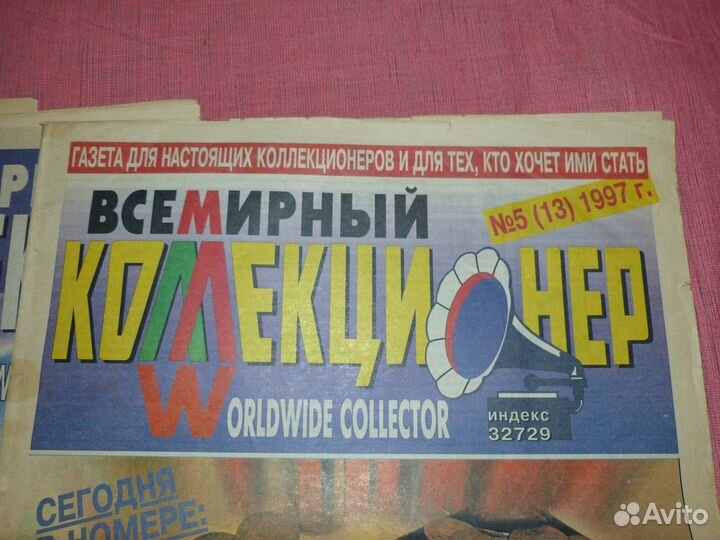 ГАЗЕТА ДЛЯ НАСТОЯЩИХ КОЛЛЕКЦИОНЕРОВ И ДЛЯ ТЕХ, КТО ХОЧЕТ ИМИ СТАТЬ
ВСЕМИРНЫЙ
№5 (13) 1997 г.
КОЛЛЕКЦИОНЕР
WORLDWIDE COLLECTOR
индекс
32729
СЕГОДНЯ
В НОМЕРЕ:
Avito